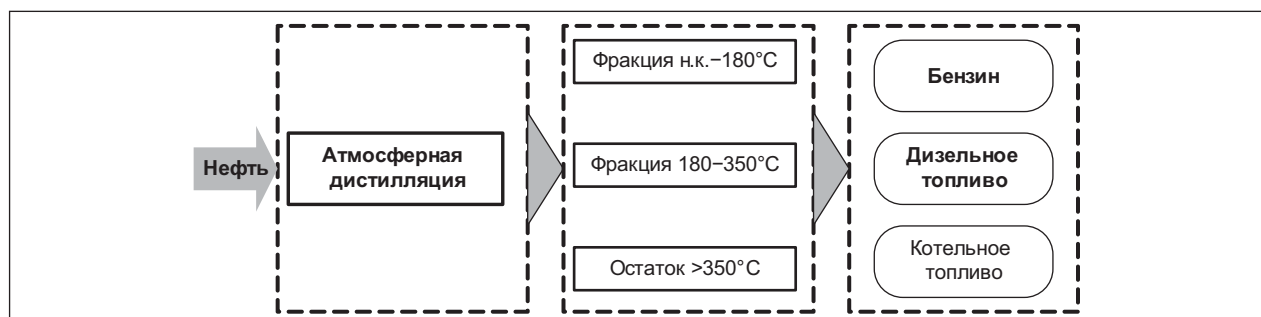 Нефть
Атмосферная
дистилляция
Фракция н.к.−180°C
Фракция 180−350°C
Остаток >350°C
Бензин
Дизельное
топливо
Котельное
топливо